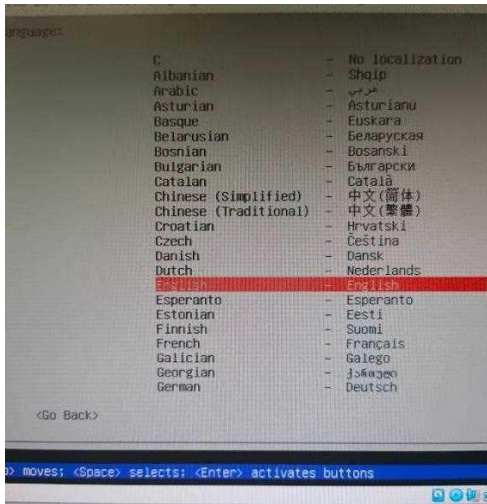 anguage:
C - No localization
Albanian - Shqip
Arabic - عربي
Asturian - Asturianu
Basque - Euskara
Belarusian - Беларуская
Bosnian - Bosanski
Bulgarian - Български
Catalan - Català
Chinese (Simplified) - 中文(简体)
Chinese (Traditional) - 中文(繁體)
Croatian - Hrvatski
Czech - Čeština
Danish - Dansk
Dutch - Nederlands
English - English
Esperanto - Esperanto
Estonian - Eesti
Finnish - Suomi
French - Français
Galician - Galego
Georgian - ქართული
German - Deutsch
<Go Back>
> moves; <Space> selects; <Enter> activates buttons